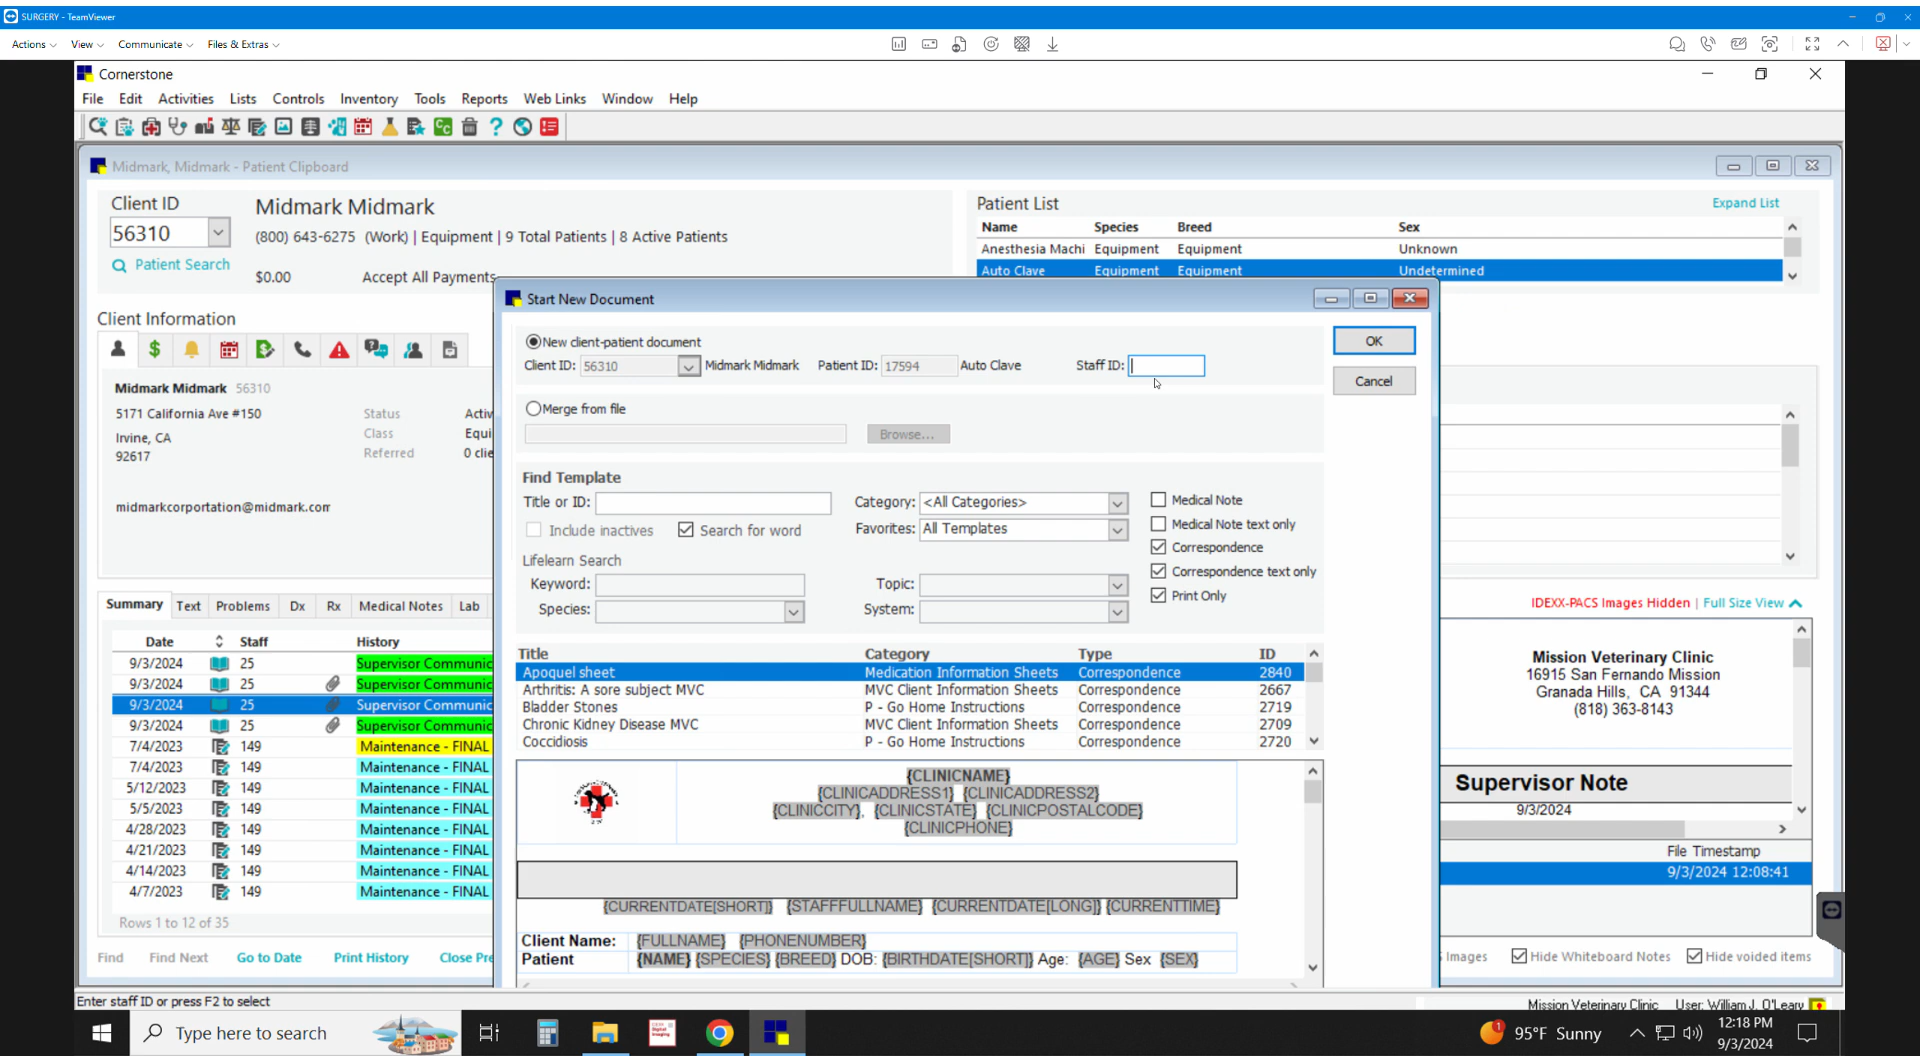 SURGERY - TeamViewer
Actions View Communicate Files & Extras
Cornerstone
File Edit Activities Lists Controls Inventory Tools Reports Web Links Window Help
Midmark, Midmark - Patient Clipboard
Client ID
56310
Patient Search
Midmark Midmark
(800) 643-6275 (Work) | Equipment | 9 Total Patients | 8 Active Patients
$0.00 Accept All Payments
Patient List Expand List
Name Species Breed Sex
Anesthesia Machi Equipment Equipment Unknown
Auto Clave Equipment Equipment Undetermined
Client Information
Midmark Midmark 56310
5171 California Ave #150
Irvine, CA
92617
Status Activ
Class Equi
Referred 0 clie
midmarkcorportation@midmark.com
Summary Text Problems Dx Rx Medical Notes Lab
Date Staff History
9/3/2024 25 Supervisor Communic
9/3/2024 25 Supervisor Communic
9/3/2024 25 Supervisor Communic
9/3/2024 25 Supervisor Communic
7/4/2023 149 Maintenance - FINAL
7/4/2023 149 Maintenance - FINAL
5/12/2023 149 Maintenance - FINAL
5/5/2023 149 Maintenance - FINAL
4/28/2023 149 Maintenance - FINAL
4/21/2023 149 Maintenance - FINAL
4/14/2023 149 Maintenance - FINAL
4/7/2023 149 Maintenance - FINAL
Rows 1 to 12 of 35
Find Find Next Go to Date Print History Close Pre
Start New Document
New client-patient document
Client ID: 56310 Midmark Midmark Patient ID: 17594 Auto Clave Staff ID:
OK
Cancel
Merge from file
Browse...
Find Template
Title or ID: Category: <All Categories> Medical Note
Include inactives Search for word Favorites: All Templates Medical Note text only
Correspondence
Lifelearn Search
Correspondence text only
Keyword: Topic:
Print Only
Species: System:
Title Category Type ID
Apoquel sheet Medication Information Sheets Correspondence 2840
Arthritis: A sore subject MVC MVC Client Information Sheets Correspondence 2667
Bladder Stones P - Go Home Instructions Correspondence 2719
Chronic Kidney Disease MVC MVC Client Information Sheets Correspondence 2709
Coccidiosis P - Go Home Instructions Correspondence 2720
{CLINICNAME}
{CLINICADDRESS1} {CLINICADDRESS2}
{CLINICCITY}, {CLINICSTATE} {CLINICPOSTALCODE}
{CLINICPHONE}
{CURRENTDATE[SHORT]} {STAFFFULLNAME} {CURRENTDATE[LONG]} {CURRENTTIME}
Client Name: {FULLNAME} {PHONENUMBER}
Patient {NAME} {SPECIES} {BREED} DOB: {BIRTHDATE[SHORT]} Age: {AGE} Sex {SEX}
IDEXX-PACS Images Hidden | Full Size View
Mission Veterinary Clinic
16915 San Fernando Mission
Granada Hills, CA 91344
(818) 363-8143
Supervisor Note
9/3/2024
File Timestamp
9/3/2024 12:08:41
Images Hide Whiteboard Notes Hide voided items
Enter staff ID or press F2 to select
Mission Veterinary Clinic User: William J. O'Leary
Type here to search
1 95°F Sunny
12:18 PM
9/3/2024